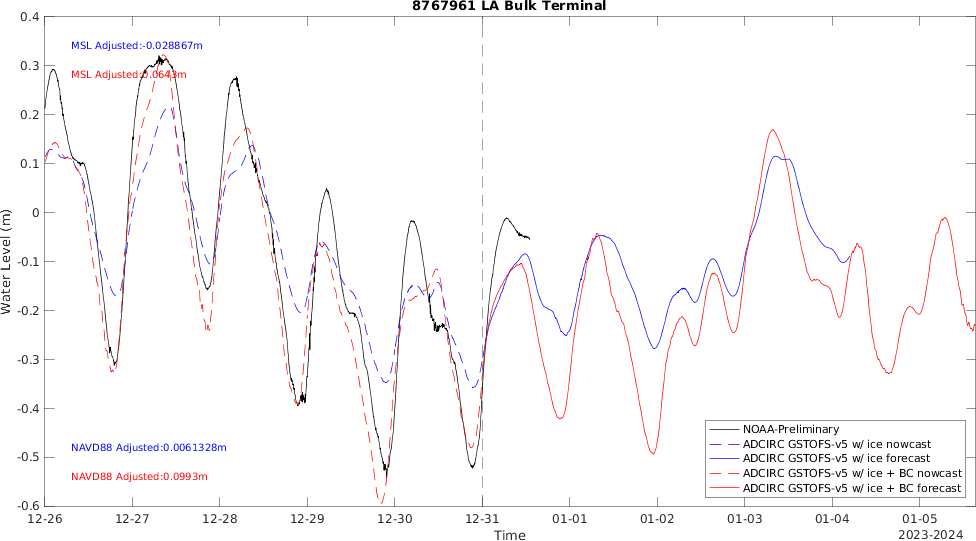 8767961 LA Bulk Terminal
0.4
0.3
0.2
0.1
0
-0.1
-0.2
-0.3
-0.4
-0.5
-0.6
Water Level (m)
MSL Adjusted:-0.028867m
MSL Adjusted:0.0643m
NAVD88 Adjusted:0.0061328m
NAVD88 Adjusted:0.0993m
NOAA-Preliminary
ADCIRC GSTOFS-v5 w/ ice nowcast
ADCIRC GSTOFS-v5 w/ ice forecast
ADCIRC GSTOFS-v5 w/ ice + BC nowcast
ADCIRC GSTOFS-v5 w/ ice + BC forecast
12-26 12-27 12-28 12-29 12-30 12-31 01-01 01-02 01-03 01-04 01-05
Time
2023-2024